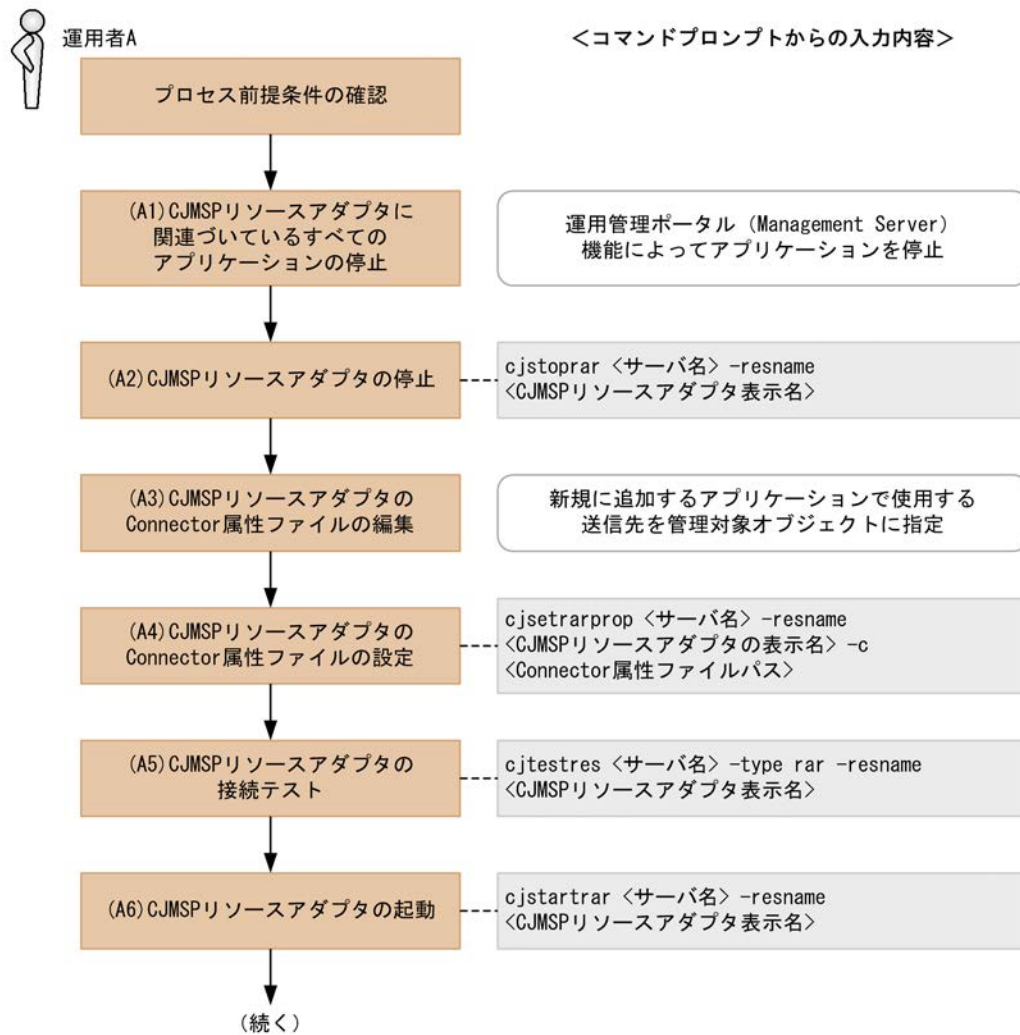 運用者A
<コマンドプロンプトからの入力内容>
プロセス前提条件の確認
(A1)CJMSPリソースアダプタに
関連づいているすべての
アプリケーションの停止
運用管理ポータル (Management Server)
機能によってアプリケーションを停止
(A2)CJMSPリソースアダプタの停止
cjstoprar <サーバ名> -resname
<CJMSPリソースアダプタ表示名>
(A3)CJMSPリソースアダプタの
Connector属性ファイルの編集
新規に追加するアプリケーションで使用する
送信先を管理対象オブジェクトに指定
(A4)CJMSPリソースアダプタの
Connector属性ファイルの設定
cjsetrarprop <サーバ名> -resname
<CJMSPリソースアダプタの表示名> -c
<Connector属性ファイルパス>
(A5)CJMSPリソースアダプタの
接続テスト
cjtestres <サーバ名> -type rar -resname
<CJMSPリソースアダプタ表示名>
(A6)CJMSPリソースアダプタの起動
cjstartrar <サーバ名> -resname
<CJMSPリソースアダプタ表示名>
(続く)